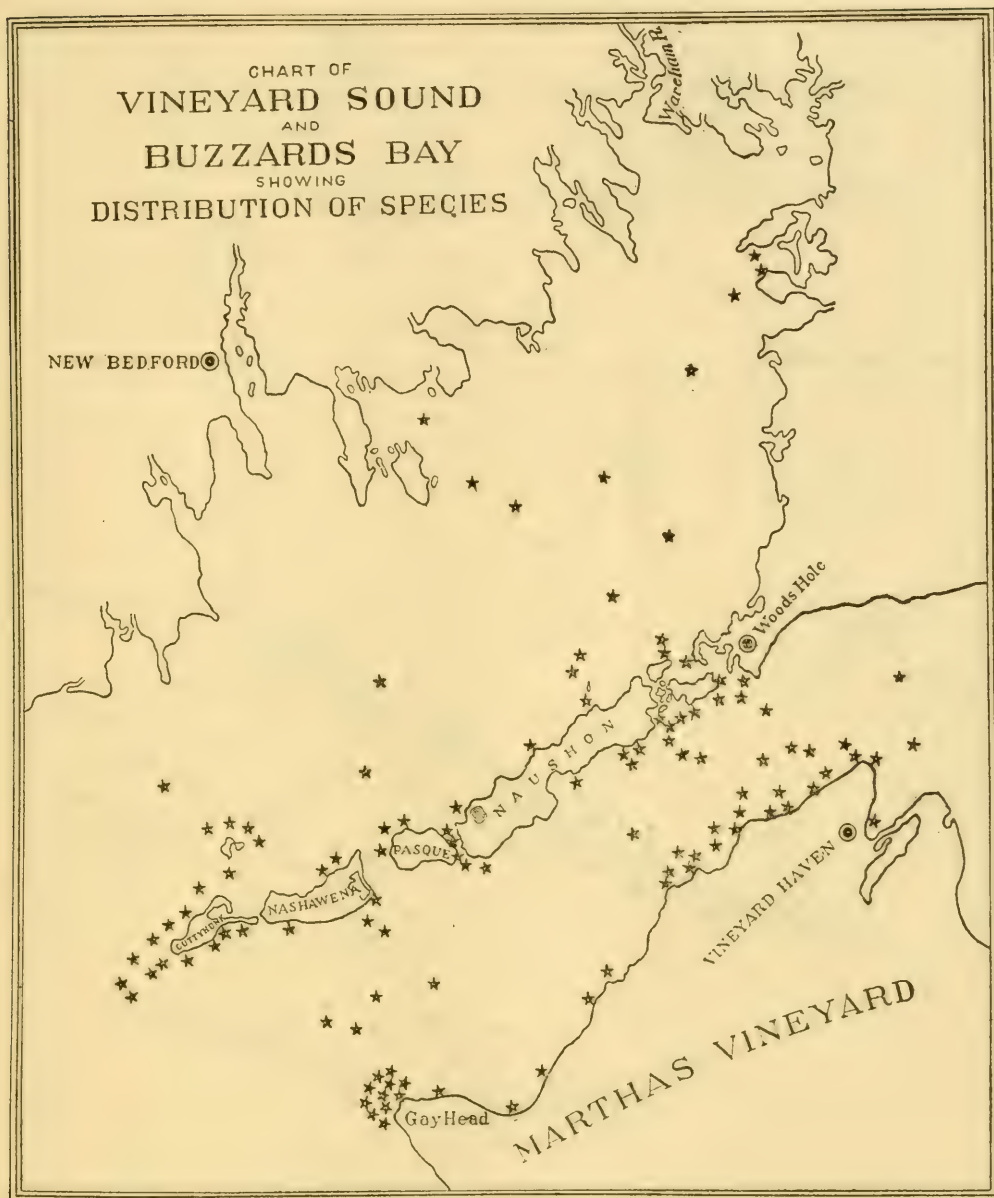 CHART OF
VINEYARD SOUND
AND
BUZZARDS BAY
SHOWING
DISTRIBUTION OF SPECIES
Wareham R.
NEW BEDFORD
Woods Hole
NAUSHON
PASQUE
NASHAWENA
CUTTYHUNK
VINEYARD HAVEN
MARTHAS VINEYARD
Gay Head